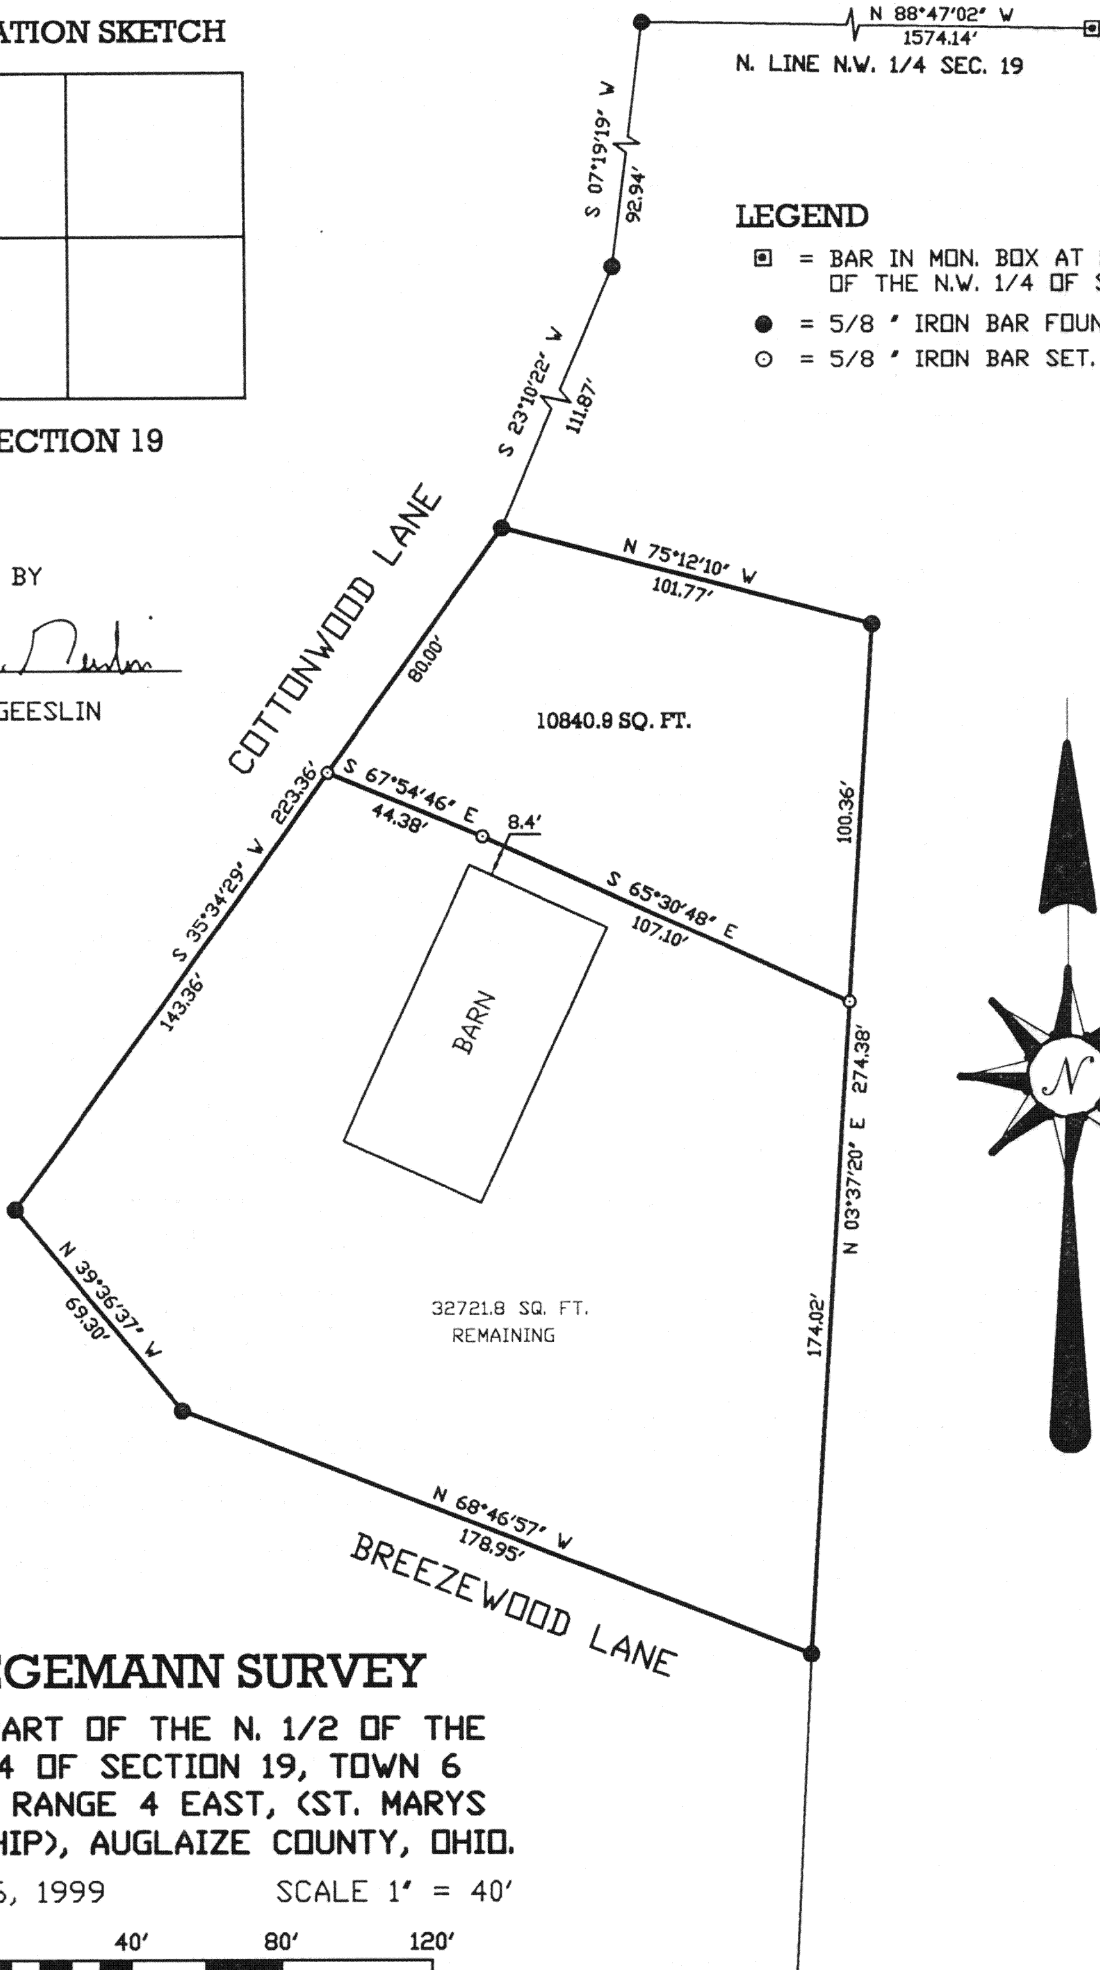 ATION SKETCH
ECTION 19
BY
GEESLIN
N 88°47'02" W
1574.14'
N. LINE N.W. 1/4 SEC. 19
S 07°19'19" W
92.94'
LEGEND
= BAR IN MON. BOX AT
OF THE N.W. 1/4 OF S
= 5/8 " IRON BAR FOUN
= 5/8 " IRON BAR SET.
S 23°10'22" W
111.87'
COTTONWOOD LANE
N 75°12'10" W
101.77'
80.00'
10840.9 SQ. FT.
223.36'
S 67°54'46" E
44.38'
8.4'
100.36'
S 65°30'48" E
107.10'
S 35°34'29" W
143.36'
BARN
274.38'
N 03°37'20" E
174.02'
N 39°36'37" W
69.30'
32721.8 SQ. FT.
REMAINING
N 68°46'57" W
178.95'
BREEZEWOOD LANE
N
EGEMANN SURVEY
ART OF THE N. 1/2 OF THE
4 OF SECTION 19, TOWN 6
RANGE 4 EAST, (ST. MARYS
HIP), AUGLAIZE COUNTY, OHIO.
6, 1999
SCALE 1" = 40'
40'
80'
120'